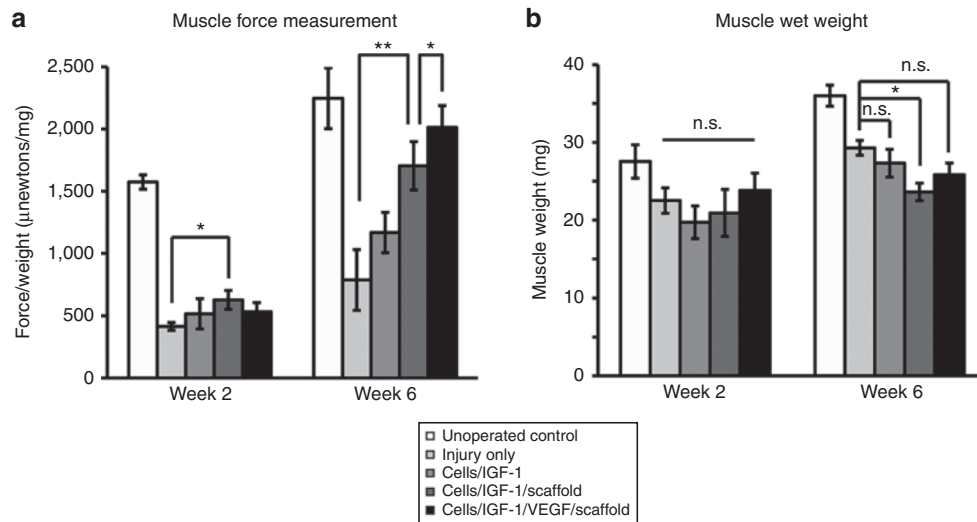 a
Muscle force measurement
Force/weight (µnewtons/mg)
2,500
2,000
1,500
1,000
500
0
*
**
*
Week 2
Week 6
b
Muscle wet weight
Muscle weight (mg)
40
30
20
10
0
n.s.
n.s.
*
n.s.
Week 2
Week 6
Unoperated control
Injury only
Cells/IGF-1
Cells/IGF-1/scaffold
Cells/IGF-1/VEGF/scaffold